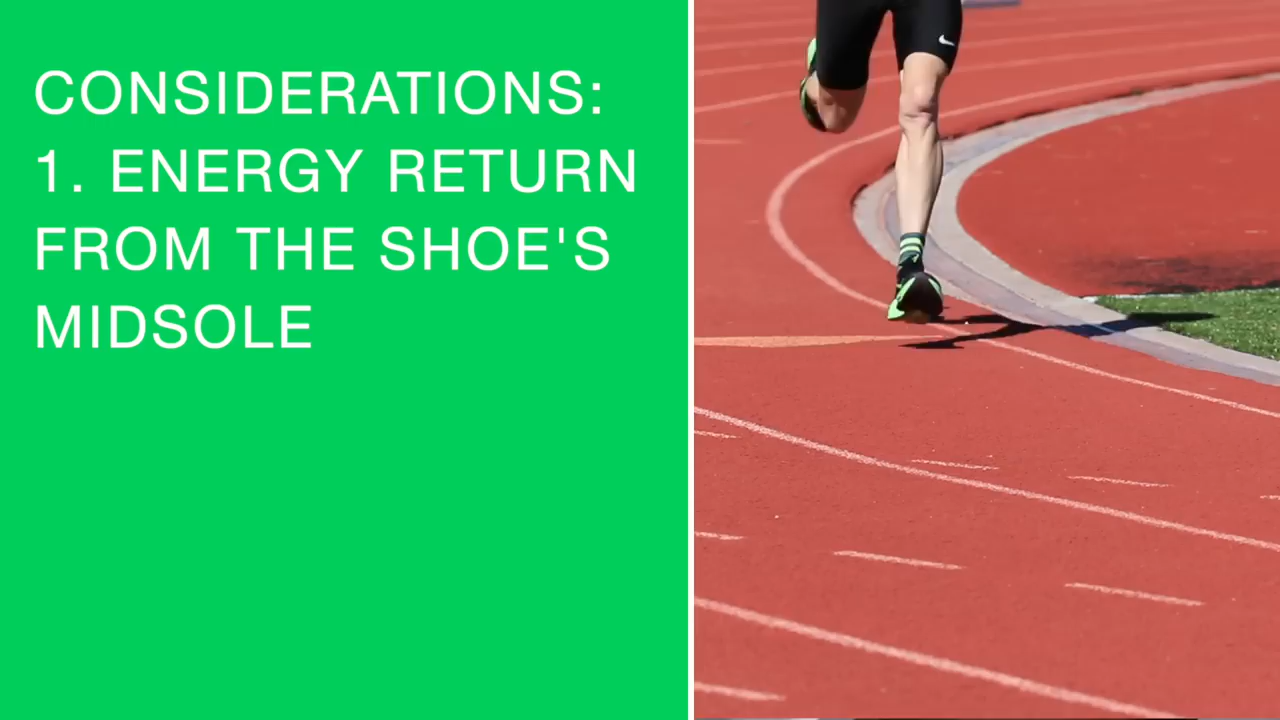 CONSIDERATIONS:
1. ENERGY RETURN
FROM THE SHOE'S
MIDSOLE